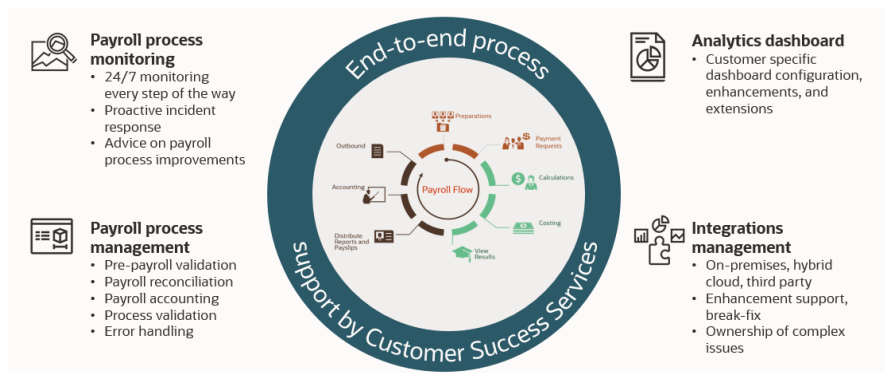 Payroll process
monitoring
• 24/7 monitoring
every step of the way
• Proactive incident
response
• Advice on payroll
process improvements
Payroll process
management
• Pre-payroll validation
• Payroll reconciliation
• Payroll accounting
• Process validation
• Error handling
End-to-end process
support by Customer Success Services
Preparations
Payment
Requests
Calculations
Costing
View
Results
Distribute
Reports and
Payslips
Accounting
Outbound
Payroll Flow
Analytics dashboard
• Customer specific
dashboard configuration,
enhancements, and
extensions
Integrations
management
• On-premises, hybrid
cloud, third party
• Enhancement support,
break-fix
• Ownership of complex
issues